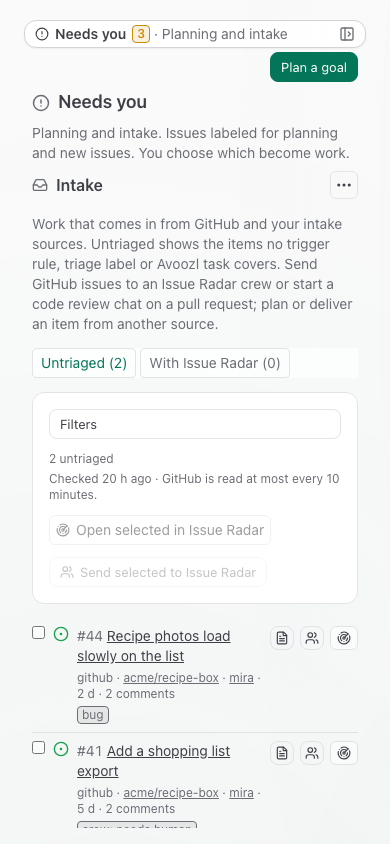 Needs you 3 · Planning and intake
Plan a goal
Needs you
Planning and intake. Issues labeled for planning
and new issues. You choose which become work.
Intake
Work that comes in from GitHub and your intake
sources. Untriaged shows the items no trigger
rule, triage label or Avoozl task covers. Send
GitHub issues to an Issue Radar crew or start a
code review chat on a pull request; plan or deliver
an item from another source.
Untriaged (2) With Issue Radar (0)
Filters
2 untriaged
Checked 20 h ago · GitHub is read at most every 10
minutes.
Open selected in Issue Radar
Send selected to Issue Radar
#44 Recipe photos load
slowly on the list
github · acme/recipe-box · mira ·
2 d · 2 comments
bug
#41 Add a shopping list
export
github · acme/recipe-box · mira ·
5 d · 2 comments